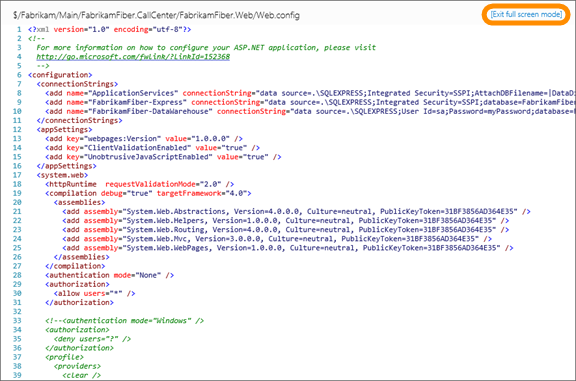 $/Fabrikam/Main/FabrikamFiber.CallCenter/FabrikamFiber.Web/Web.config
[Exit full screen mode]
1 <?xml version="1.0" encoding="utf-8"?>
2 <!--
3 For more information on how to configure your ASP.NET application, please visit
4 http://go.microsoft.com/fwlink/?LinkId=152368
5 -->
6 <configuration>
7 <connectionStrings>
8 <add name="ApplicationServices" connectionString="data source=.\SQLEXPRESS;Integrated Security=SSPI;AttachDBFilename=|DataDi
9 <add name="FabrikamFiber-Express" connectionString="data source=.\SQLEXPRESS;Integrated Security=SSPI;database=FabrikamFiber
10 <add name="FabrikamFiber-DataWarehouse" connectionString="data source=.\SQLEXPRESS;User Id=sa;Password=myPassword;database=F
11 </connectionStrings>
12 <appSettings>
13 <add key="webpages:Version" value="1.0.0.0" />
14 <add key="ClientValidationEnabled" value="true" />
15 <add key="UnobtrusiveJavaScriptEnabled" value="true" />
16 </appSettings>
17 <system.web>
18 <httpRuntime requestValidationMode="2.0" />
19 <compilation debug="true" targetFramework="4.0">
20 <assemblies>
21 <add assembly="System.Web.Abstractions, Version=4.0.0.0, Culture=neutral, PublicKeyToken=31BF3856AD364E35" />
22 <add assembly="System.Web.Helpers, Version=1.0.0.0, Culture=neutral, PublicKeyToken=31BF3856AD364E35" />
23 <add assembly="System.Web.Routing, Version=4.0.0.0, Culture=neutral, PublicKeyToken=31BF3856AD364E35" />
24 <add assembly="System.Web.Mvc, Version=3.0.0.0, Culture=neutral, PublicKeyToken=31BF3856AD364E35" />
25 <add assembly="System.Web.WebPages, Version=1.0.0.0, Culture=neutral, PublicKeyToken=31BF3856AD364E35" />
26 </assemblies>
27 </compilation>
28 <authentication mode="None" />
29 <authorization>
30 <allow users="*" />
31 </authorization>
32
33 <!--<authentication mode="Windows" />
34 <authorization>
35 <deny users="?" />
36 </authorization>
37 <profile>
38 <providers>
39 <clear />